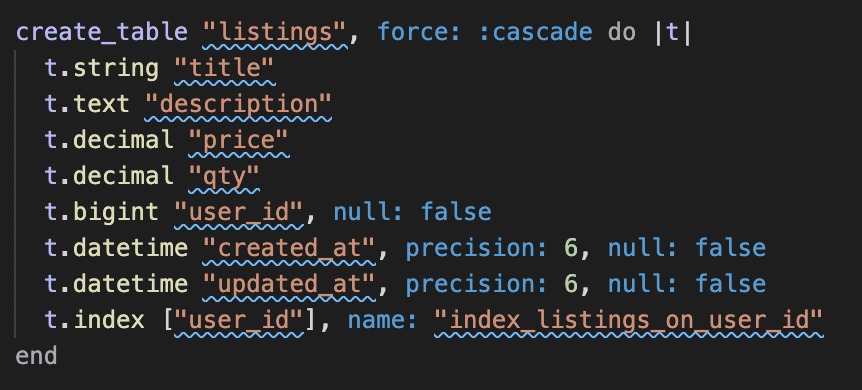 create_table "listings", force: :cascade do |t|
t.string "title"
t.text "description"
t.decimal "price"
t.decimal "qty"
t.bigint "user_id", null: false
t.datetime "created_at", precision: 6, null: false
t.datetime "updated_at", precision: 6, null: false
t.index ["user_id"], name: "index_listings_on_user_id"
end